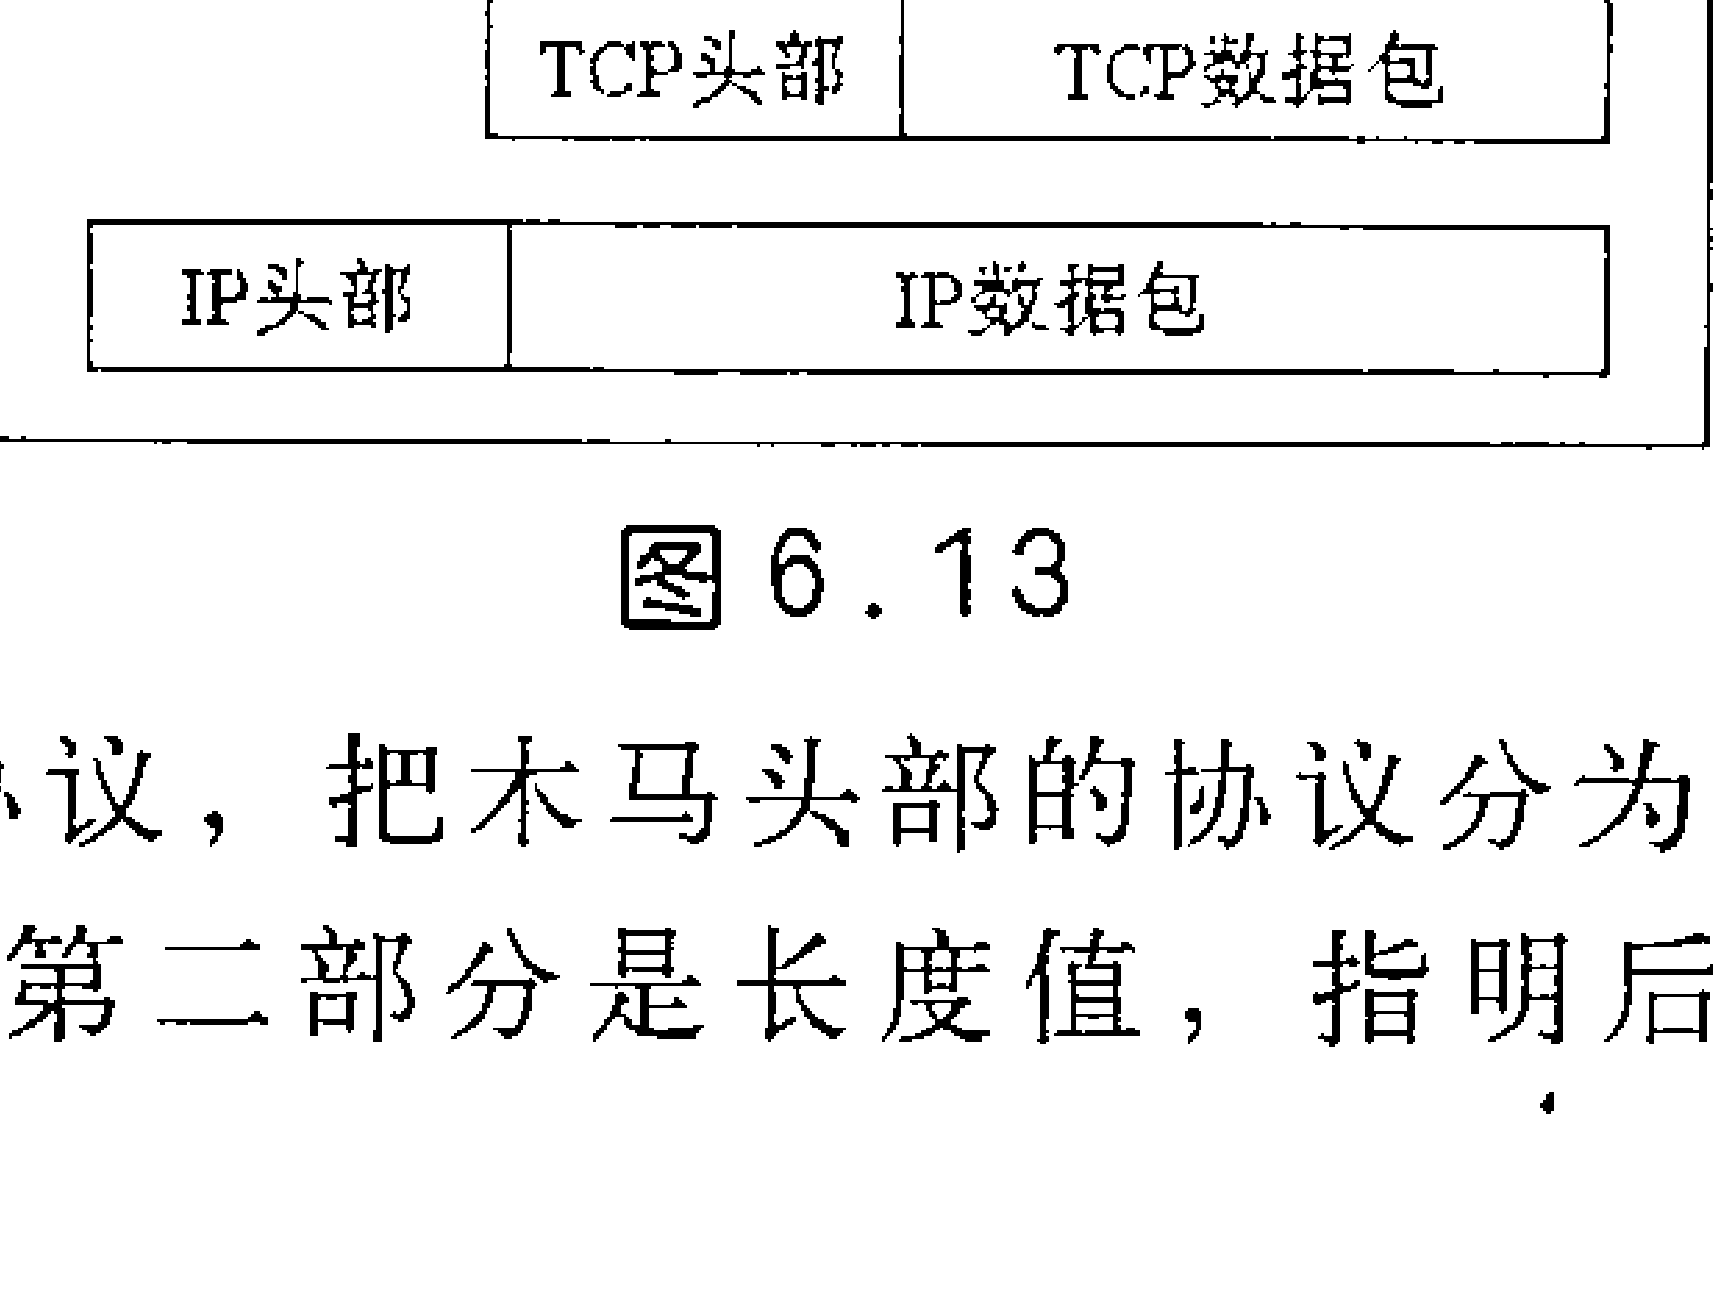 TCP头部 TCP数据包
IP头部 IP数据包
图 6.13
议，把木马头部的协议分为
第二部分是长度值，指明后